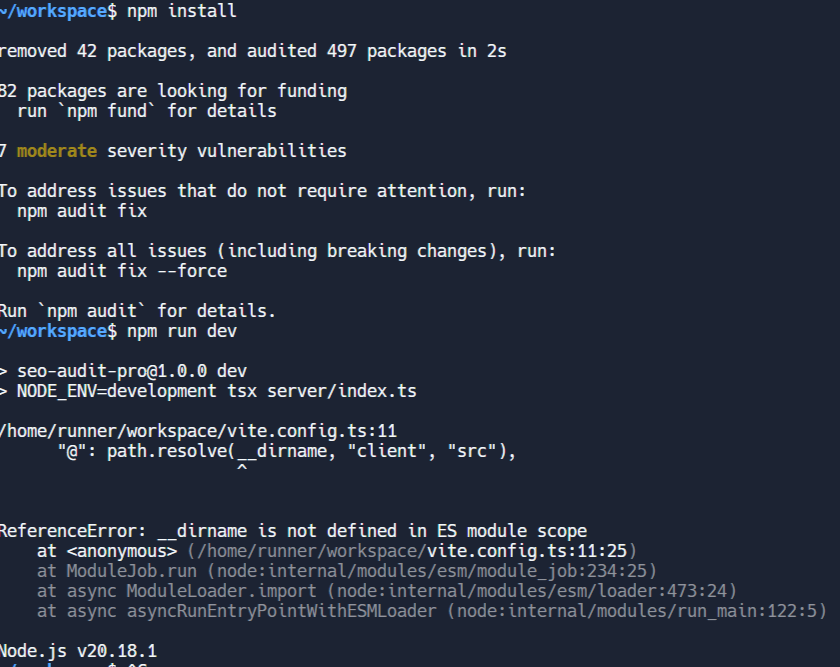 ~/workspace$ npm install
removed 42 packages, and audited 497 packages in 2s
82 packages are looking for funding
run `npm fund` for details
7 moderate severity vulnerabilities
To address issues that do not require attention, run:
npm audit fix
To address all issues (including breaking changes), run:
npm audit fix --force
Run `npm audit` for details.
~/workspace$ npm run dev
> seo-audit-pro@1.0.0 dev
> NODE_ENV=development tsx server/index.ts
/home/runner/workspace/vite.config.ts:11
"@": path.resolve(__dirname, "client", "src"),
^
ReferenceError: __dirname is not defined in ES module scope
at <anonymous> (/home/runner/workspace/vite.config.ts:11:25)
at ModuleJob.run (node:internal/modules/esm/module_job:234:25)
at async ModuleLoader.import (node:internal/modules/esm/loader:473:24)
at async asyncRunEntryPointWithESMLoader (node:internal/modules/run_main:122:5)
Node.js v20.18.1